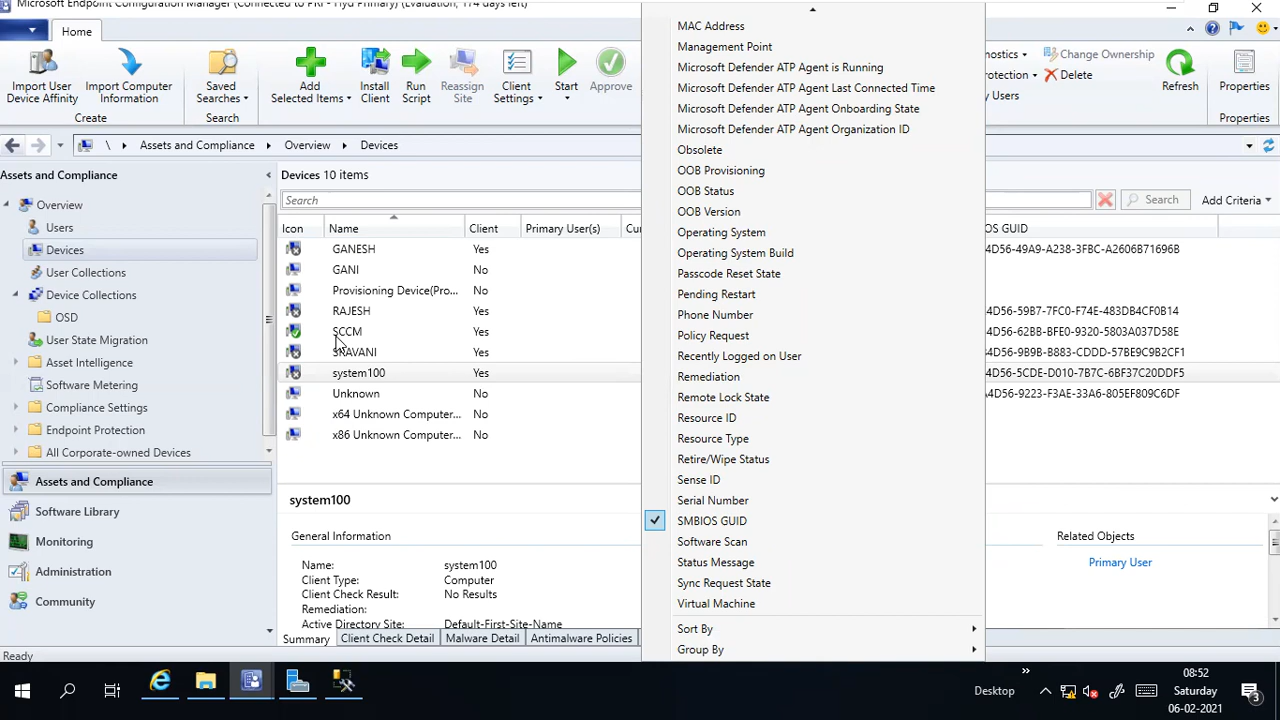 Microsoft Endpoint Configuration Manager (Connected to PRI - Hyd Primary) (Evaluation, 174 days left)
Home
Import User Device Affinity
Import Computer Information
Create
Saved Searches
Search
Add Selected Items
Install Client
Run Script
Reassign Site
Client Settings
Start
Approve
Change Ownership
Delete
Users
Refresh
Properties
Properties
\ Assets and Compliance Overview Devices
Assets and Compliance
Overview
Users
Devices
User Collections
Device Collections
OSD
User State Migration
Asset Intelligence
Software Metering
Compliance Settings
Endpoint Protection
All Corporate-owned Devices
Assets and Compliance
Software Library
Monitoring
Administration
Community
Ready
Devices 10 items
Search
Search
Add Criteria
Icon Name Client Primary User(s) OS GUID
GANESH Yes -49A9-A238-3FBC-A2606B71696B
GANI No
Provisioning Device(Pro... No
RAJESH Yes 4D56-59B7-7FC0-F74E-483DB4CF0B14
SCCM Yes 4D56-62BB-BFE0-9320-5803A037D58E
SRAVANI Yes 4D56-9B9B-B883-CDDD-57BE9C9B2CF1
system100 Yes 4D56-5CDE-D010-7B7C-6BF37C20DDF5
Unknown No 4D56-9223-F3AE-33A6-805EF809C6DF
x64 Unknown Computer... No
x86 Unknown Computer... No
MAC Address
Management Point
Microsoft Defender ATP Agent is Running
Microsoft Defender ATP Agent Last Connected Time
Microsoft Defender ATP Agent Onboarding State
Microsoft Defender ATP Agent Organization ID
Obsolete
OOB Provisioning
OOB Status
OOB Version
Operating System
Operating System Build
Passcode Reset State
Pending Restart
Phone Number
Policy Request
Recently Logged on User
Remediation
Remote Lock State
Resource ID
Resource Type
Retire/Wipe Status
Sense ID
Serial Number
SMBIOS GUID
Software Scan
Status Message
Sync Request State
Virtual Machine
Sort By
Group By
system100
General Information
Name: system100
Client Type: Computer
Client Check Result: No Results
Remediation:
Active Directory Site: Default-First-Site-Name
Related Objects
Primary User
Summary Client Check Detail Malware Detail Antimalware Policies
Desktop
08:52
Saturday
06-02-2021
3